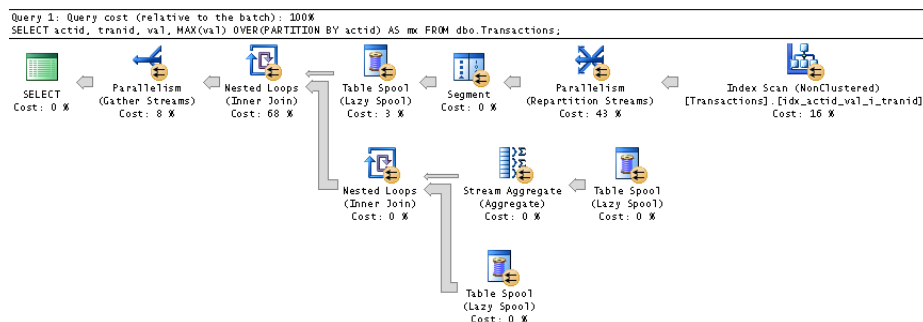 Query 1: Query cost (relative to the batch): 100%
SELECT actid, tranid, val, MAX(val) OVER(PARTITION BY actid) AS mx FROM dbo.Transactions;
SELECT
Cost: 0 %
Parallelism
(Gather Streams)
Cost: 8 %
Nested Loops
(Inner Join)
Cost: 68 %
Table Spool
(Lazy Spool)
Cost: 3 %
Segment
Cost: 0 %
Parallelism
(Repartition Streams)
Cost: 43 %
Index Scan (NonClustered)
[Transactions].[idx_actid_val_i_tranid]
Cost: 16 %
Nested Loops
(Inner Join)
Cost: 0 %
Stream Aggregate
(Aggregate)
Cost: 0 %
Table Spool
(Lazy Spool)
Cost: 0 %
Table Spool
(Lazy Spool)
Cost: 0 %